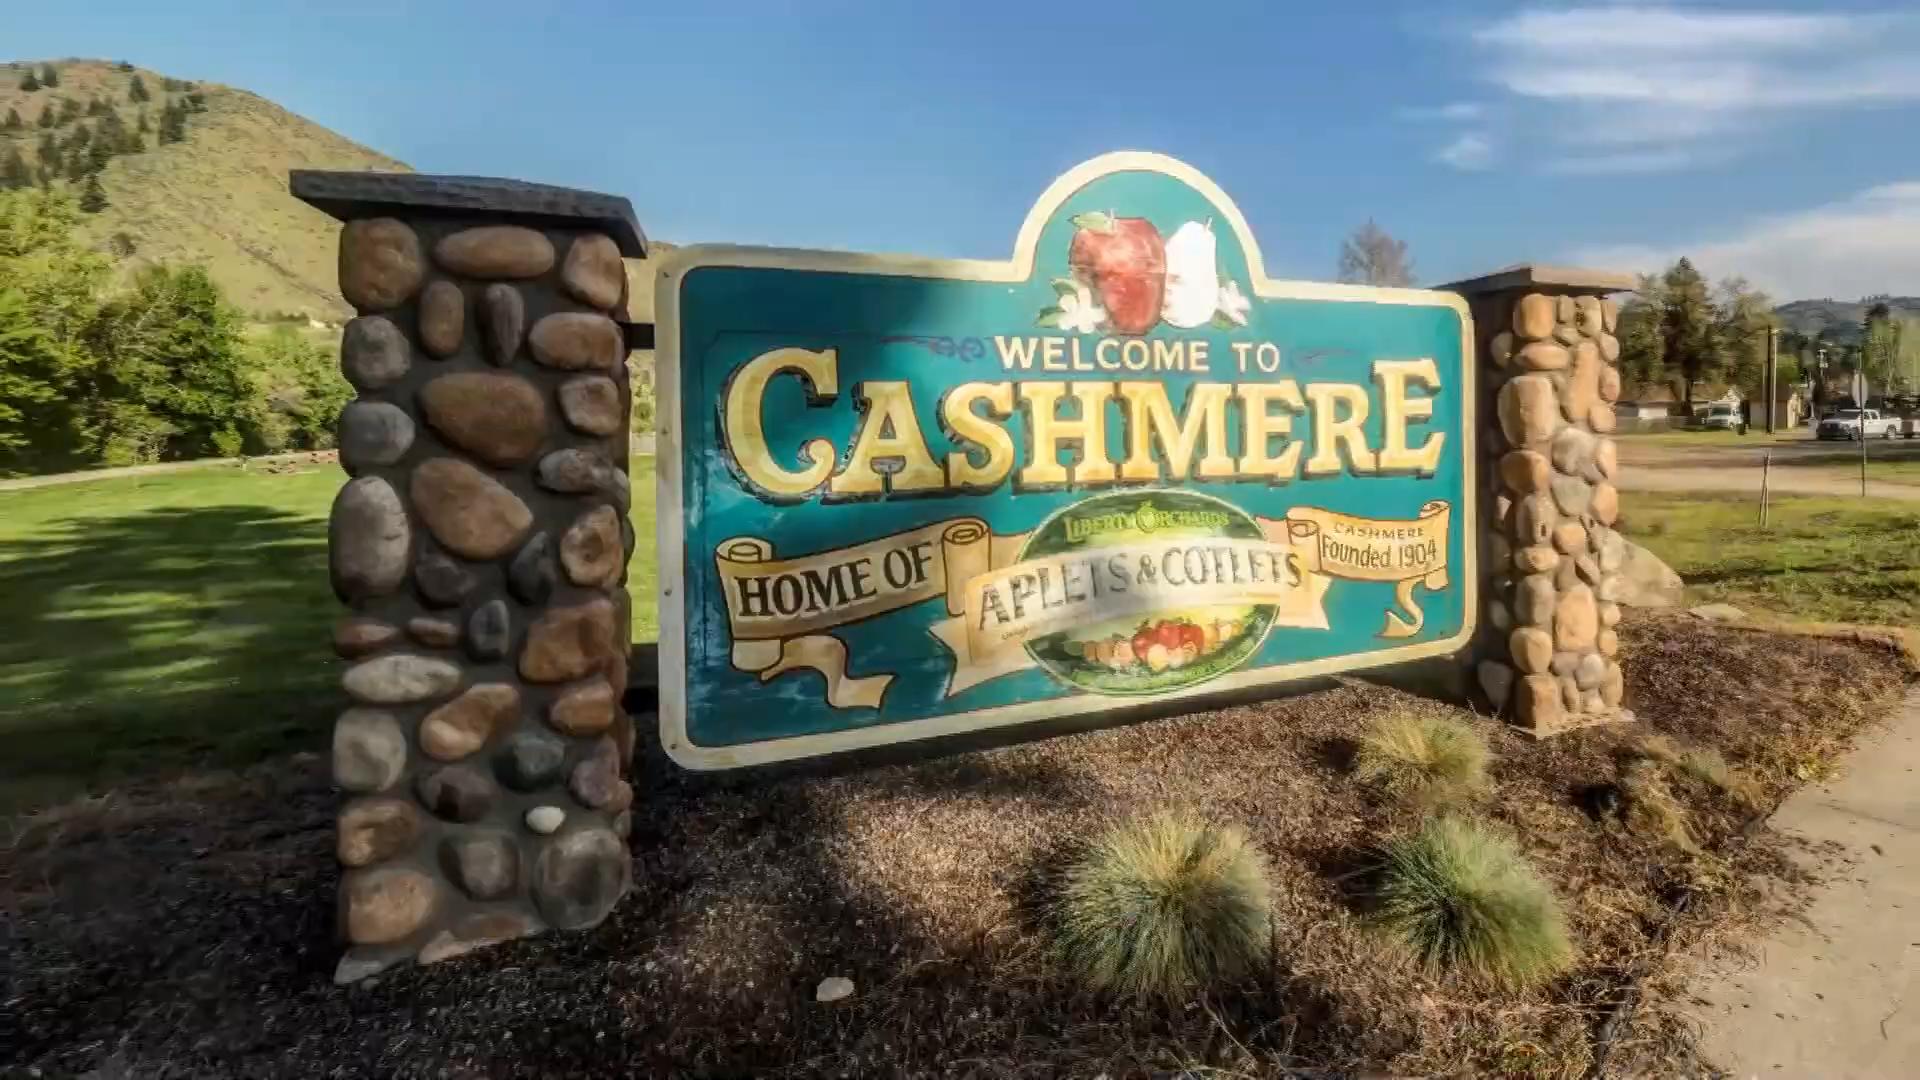 WELCOME TO
CASHMERE
HOME OF
LIBERTY ORCHARDS
APLETS & COTLETS
CASHMERE
Founded 1904